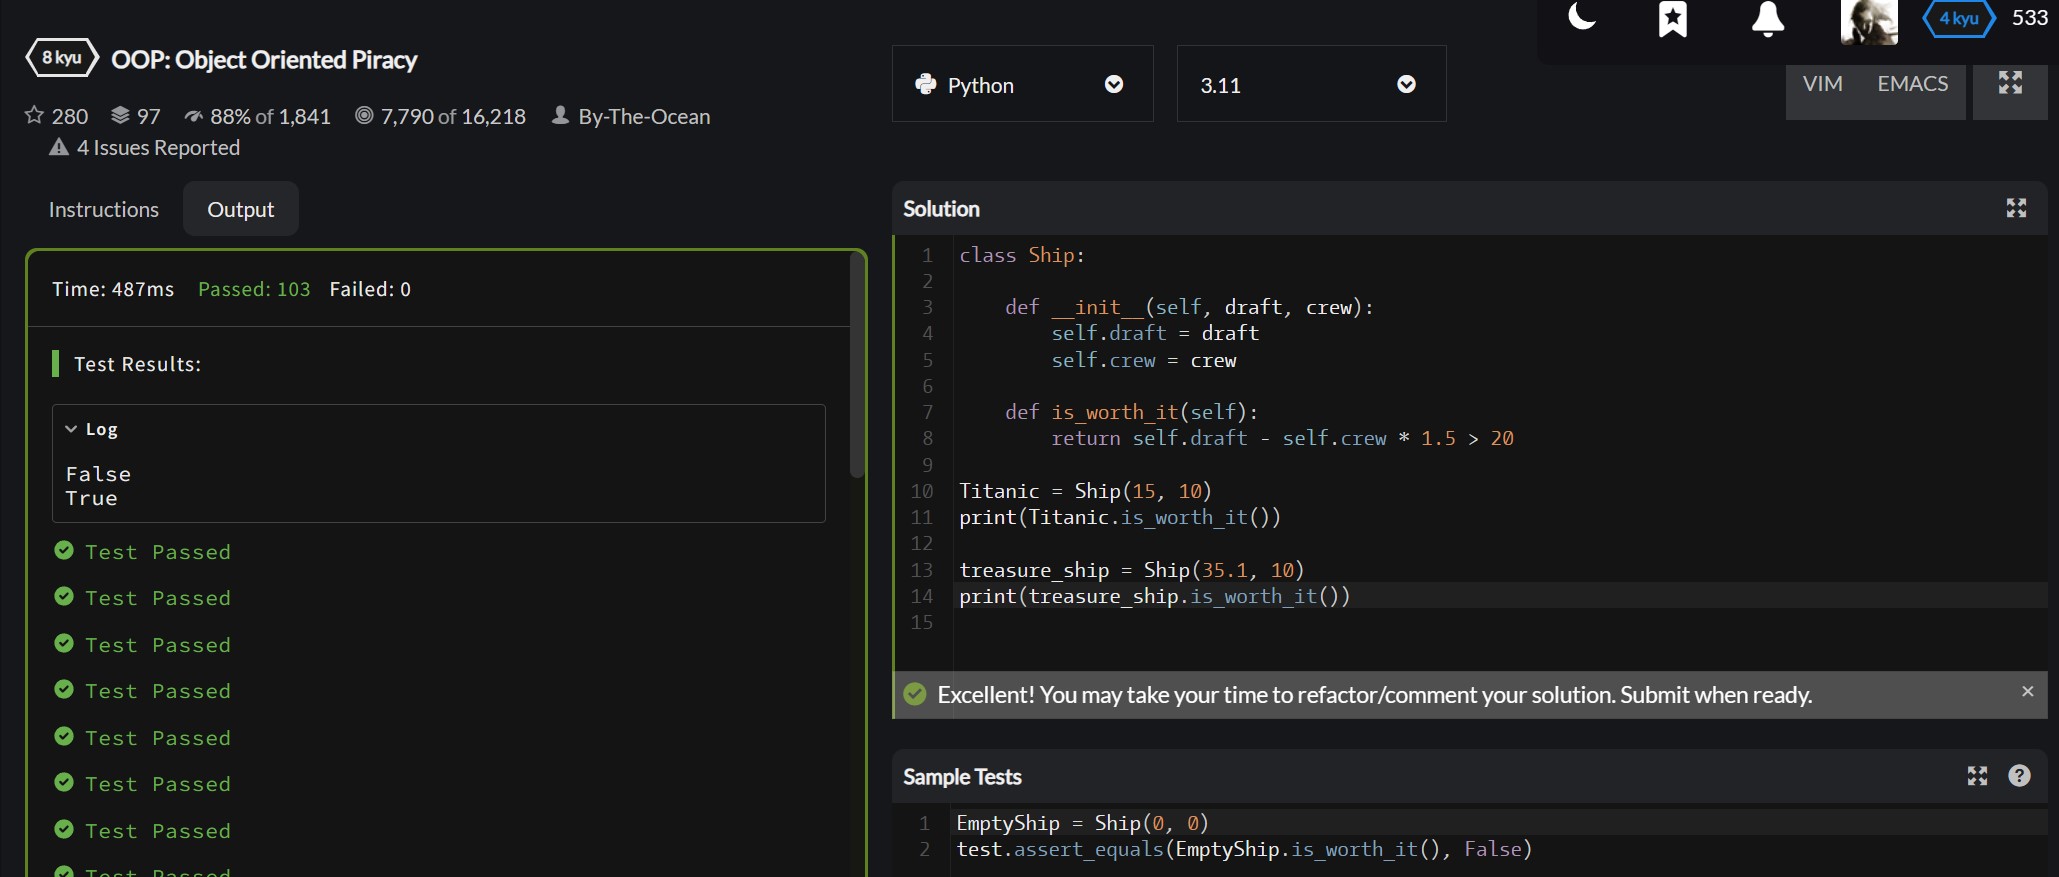 8 kyu OOP: Object Oriented Piracy
280 97 88% of 1,841 7,790 of 16,218 By-The-Ocean
4 Issues Reported
Python
3.11
4 kyu 533
VIM EMACS
Instructions Output
Time: 487ms Passed: 103 Failed: 0
Test Results:
Log
False
True
Test Passed
Test Passed
Test Passed
Test Passed
Test Passed
Test Passed
Test Passed
Test Passed
Solution
1 class Ship:
2
3     def __init__(self, draft, crew):
4         self.draft = draft
5         self.crew = crew
6
7     def is_worth_it(self):
8         return self.draft - self.crew * 1.5 > 20
9
10 Titanic = Ship(15, 10)
11 print(Titanic.is_worth_it())
12
13 treasure_ship = Ship(35.1, 10)
14 print(treasure_ship.is_worth_it())
15
Excellent! You may take your time to refactor/comment your solution. Submit when ready.
Sample Tests
1 EmptyShip = Ship(0, 0)
2 test.assert_equals(EmptyShip.is_worth_it(), False)